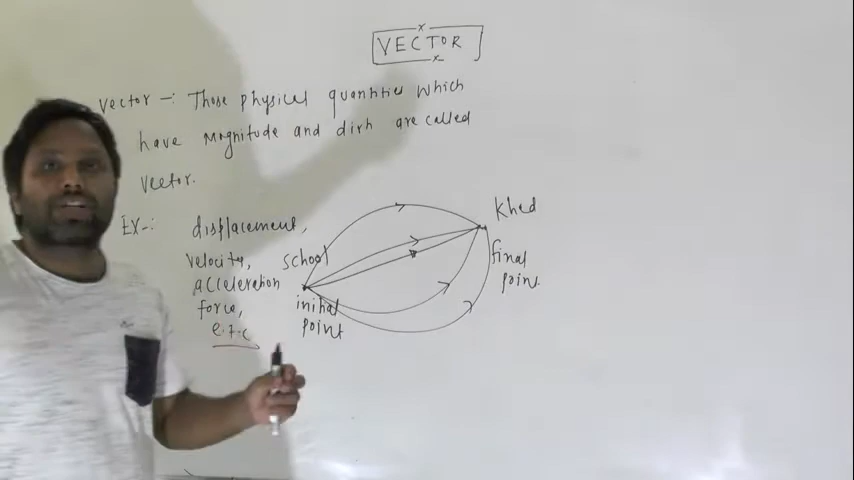 VECTOR
Vector -: Those physical quantities which
have Magnitude and dirn are called
Vector.
EX-: displacement,
velocity,
acceleration
force,
e.t.c
school
initial
point
Khed
final
point